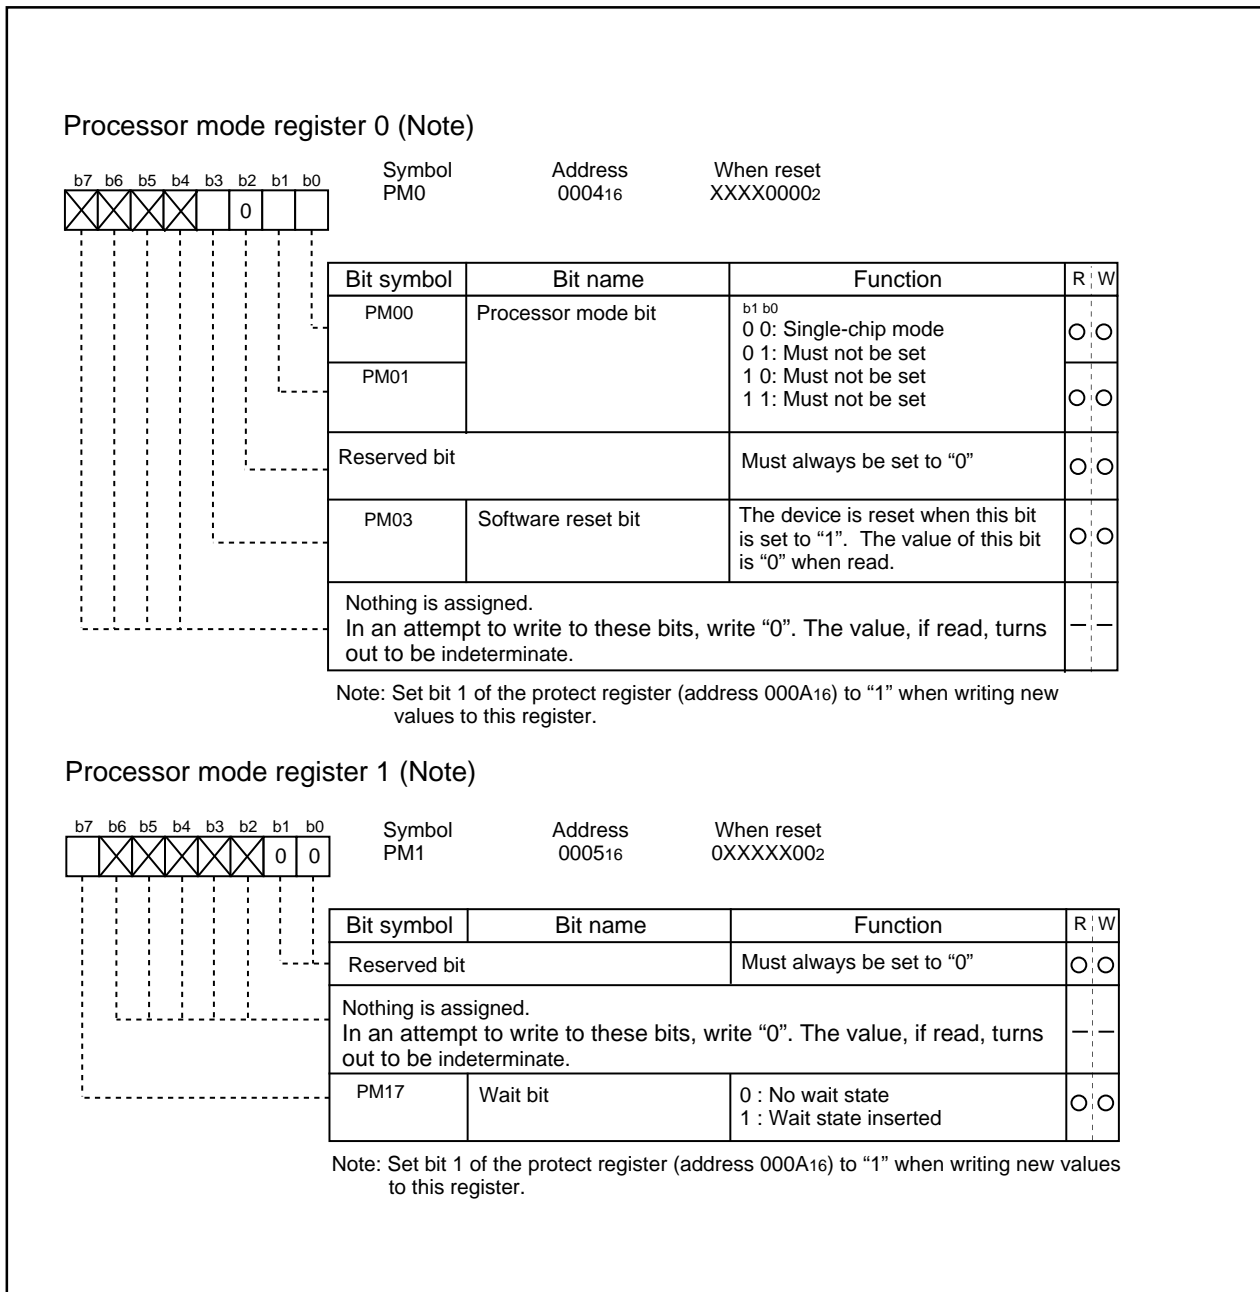 Processor mode register 0 (Note)
Symbol Address When reset
b7 b6 b5 b4 b3 b2 b1 b0
PM0 000416 XXXX00002
0
Bit symbol Bit name Function R W
PM00 Processor mode bit b1 b0
0 0: Single-chip mode
0 1: Must not be set
PM01 1 0: Must not be set
1 1: Must not be set
Reserved bit Must always be set to “0”
PM03 Software reset bit The device is reset when this bit
is set to “1”. The value of this bit
is “0” when read.
Nothing is assigned.
In an attempt to write to these bits, write “0”. The value, if read, turns
out to be indeterminate.
Note: Set bit 1 of the protect register (address 000A16) to “1” when writing new
values to this register.
Processor mode register 1 (Note)
b7 b6 b5 b4 b3 b2 b1 b0 Symbol Address When reset
0 0 PM1 000516 0XXXXX002
Bit symbol Bit name Function R W
Reserved bit Must always be set to “0”
Nothing is assigned.
In an attempt to write to these bits, write “0”. The value, if read, turns
out to be indeterminate.
PM17 Wait bit 0 : No wait state
1 : Wait state inserted
Note: Set bit 1 of the protect register (address 000A16) to “1” when writing new values
to this register.